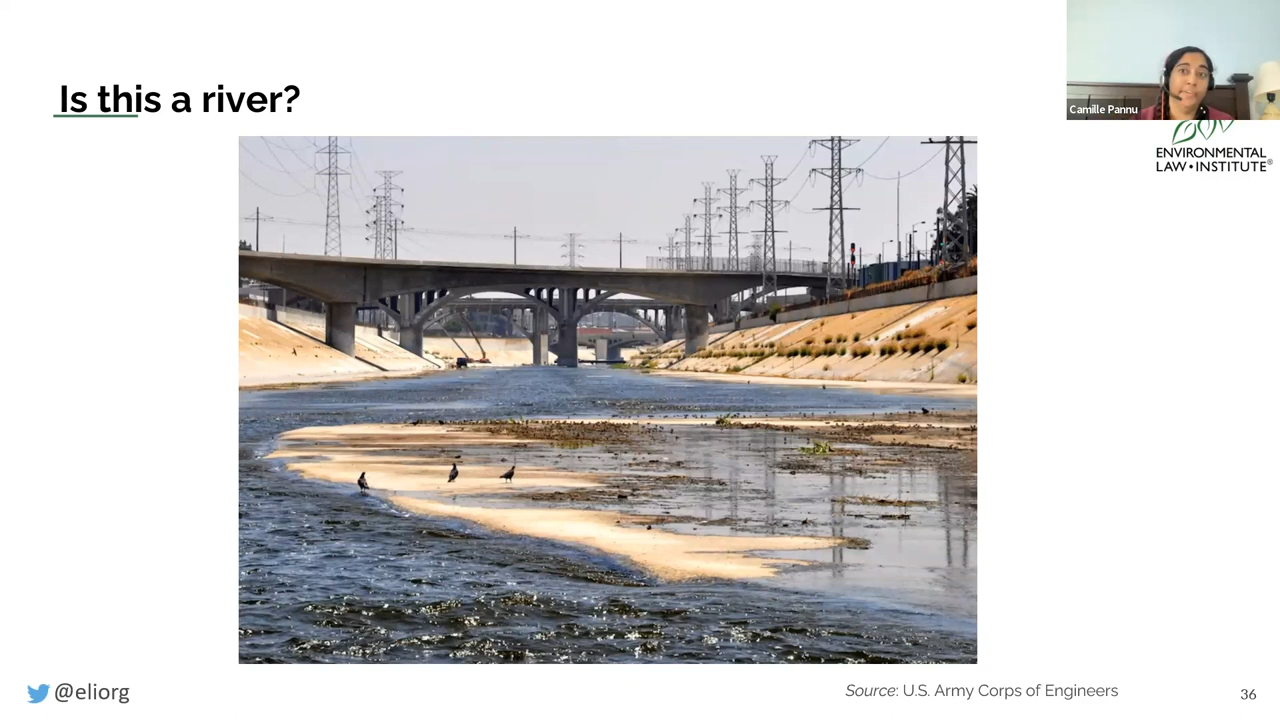 Is this a river?
Camille Pannu
ENVIRONMENTAL
LAW•INSTITUTE®
@eliorg
Source: U.S. Army Corps of Engineers
36